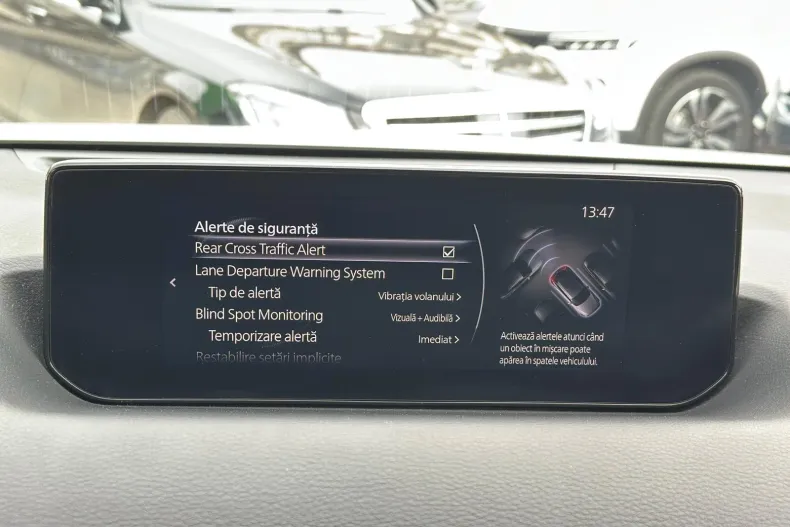 13:47
Alerte de siguranță
Rear Cross Traffic Alert
Lane Departure Warning System
Tip de alertă Vibrația volanului >
Blind Spot Monitoring Vizuală + Audibilă >
Temporizare alertă Imediat >
Restabilire setări implicite
Activează alertele atunci când
un obiect în mișcare poate
apărea în spatele vehiculului.